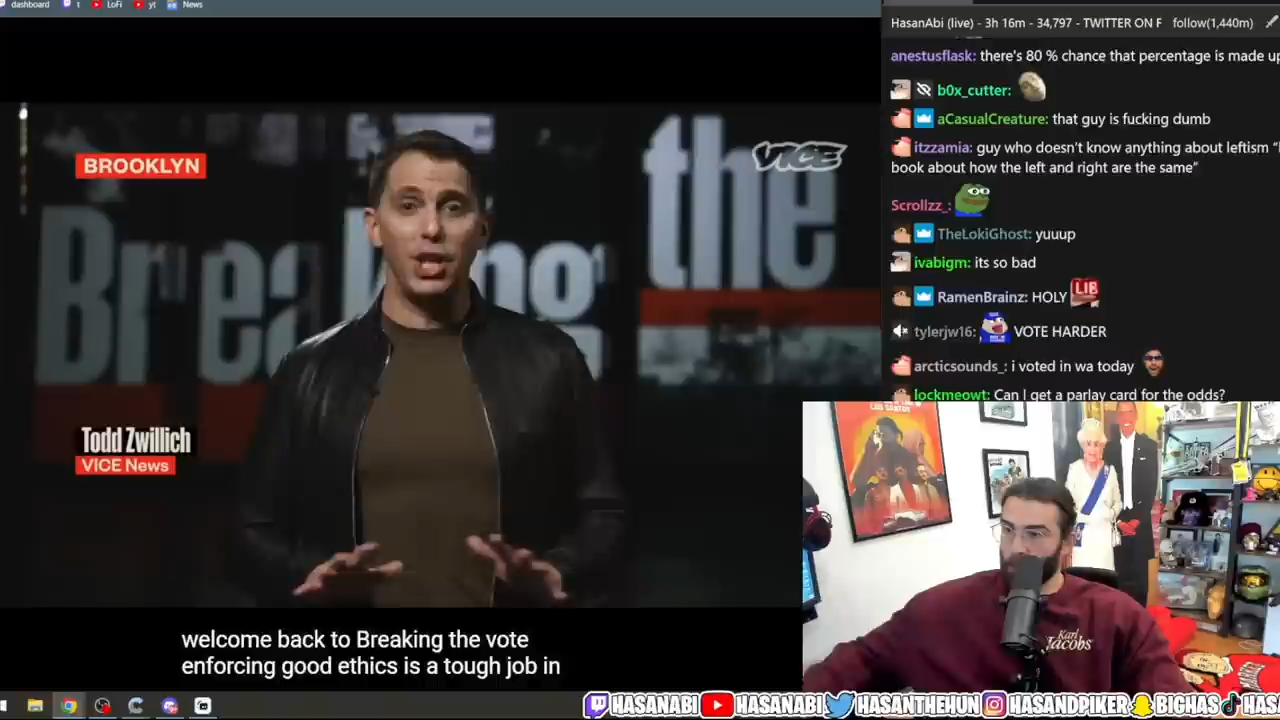 dashboard
t
LoFi
yt
News
HasanAbi (live) - 3h 16m - 34,797 - TWITTER ON F
follow(1,440m)
anestusflask: there's 80 % chance that percentage is made up
b0x_cutter:
aCasualCreature: that guy is fucking dumb
itzzamia: guy who doesn't know anything about leftism
book about how the left and right are the same"
Scrollzz_:
TheLokiGhost: yuuup
ivabigm: its so bad
RamenBrainz: HOLY LIB
tylerjw16: VOTE HARDER
arcticsounds_: i voted in wa today
lockmeowt: Can I get a parlay card for the odds?
BROOKLYN
VICE
Breaking
the
Todd Zwillich
VICE News
welcome back to Breaking the vote
enforcing good ethics is a tough job in
Karl
Jacobs
HASANABI
HASANABI
HASANTHEHUN
HASANDPIKER
BIGHAS
HASA